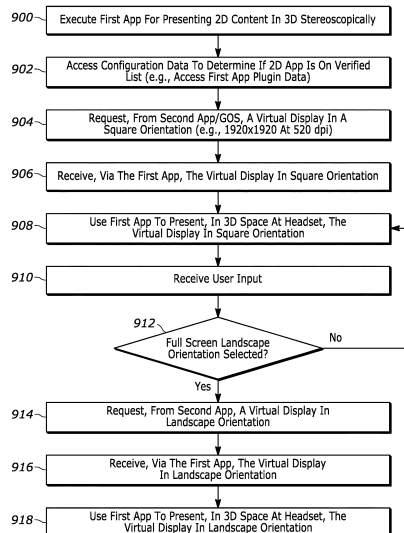 900
Execute First App For Presenting 2D Content In 3D Stereoscopically
902
Access Configuration Data To Determine If 2D App Is On Verified
List (e.g., Access First App Plugin Data)
904
Request, From Second App/GOS, A Virtual Display In A
Square Orientation (e.g., 1920x1920 At 520 dpi)
906
Receive, Via The First App, The Virtual Display In Square Orientation
908
Use First App To Present, In 3D Space At Headset, The
Virtual Display In Square Orientation
910
Receive User Input
912
Full Screen Landscape
Orientation Selected?
No
Yes
914
Request, From Second App, A Virtual Display In
Landscape Orientation
916
Receive, Via The First App, The Virtual Display
In Landscape Orientation
918
Use First App To Present, In 3D Space At Headset, The
Virtual Display In Landscape Orientation